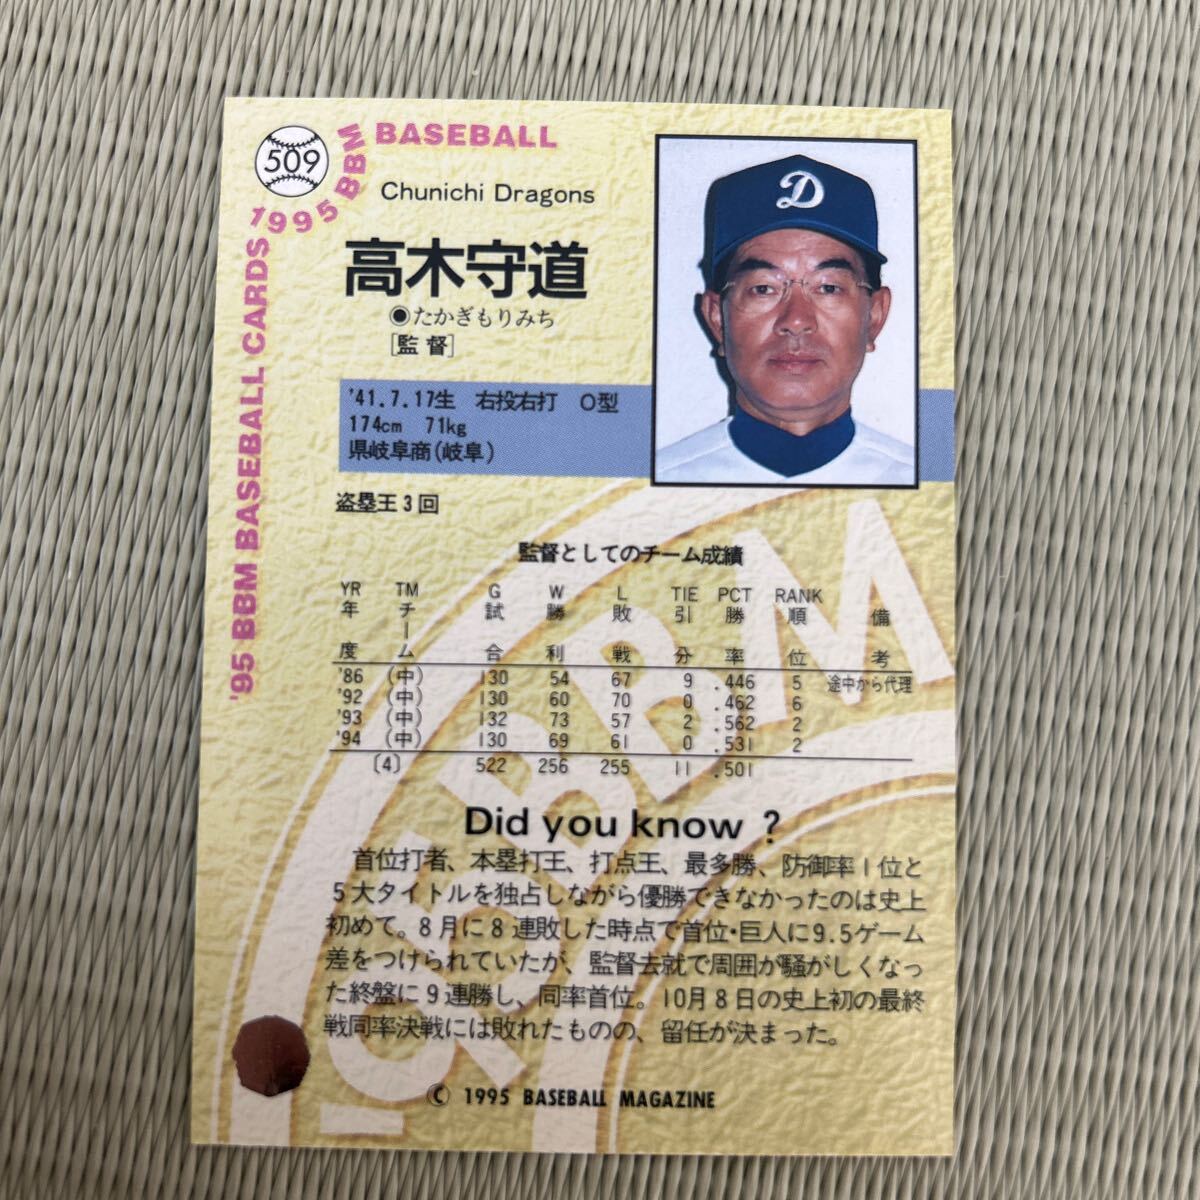 509
1995 BBM BASEBALL
'95 BBM BASEBALL CARDS
Chunichi Dragons
D
高木守道
◉たかぎもりみち
[監督]
'41.7.17生 右投右打 O型
174cm 71kg
県岐阜商(岐阜)
盗塁王3回
監督としてのチーム成績
YR TM G W L TIE PCT RANK
年度 チーム 試合 勝利 敗戦 引分 勝率 順位 備考
'86 (中) 130 54 67 9 .446 5 途中から代理
'92 (中) 130 60 70 0 .462 6
'93 (中) 132 73 57 2 .562 2
'94 (中) 130 69 61 0 .531 2
〔4〕 522 256 255 11 .501
Did you know ?
首位打者、本塁打王、打点王、最多勝、防御率1位と
5大タイトルを独占しながら優勝できなかったのは史上
初めて。8月に8連敗した時点で首位・巨人に9.5ゲーム
差をつけられていたが、監督去就で周囲が騒がしくなっ
た終盤に9連勝し、同率首位。10月8日の史上初の最終
戦同率決戦には敗れたものの、留任が決まった。
© 1995 BASEBALL MAGAZINE
'95 BBM